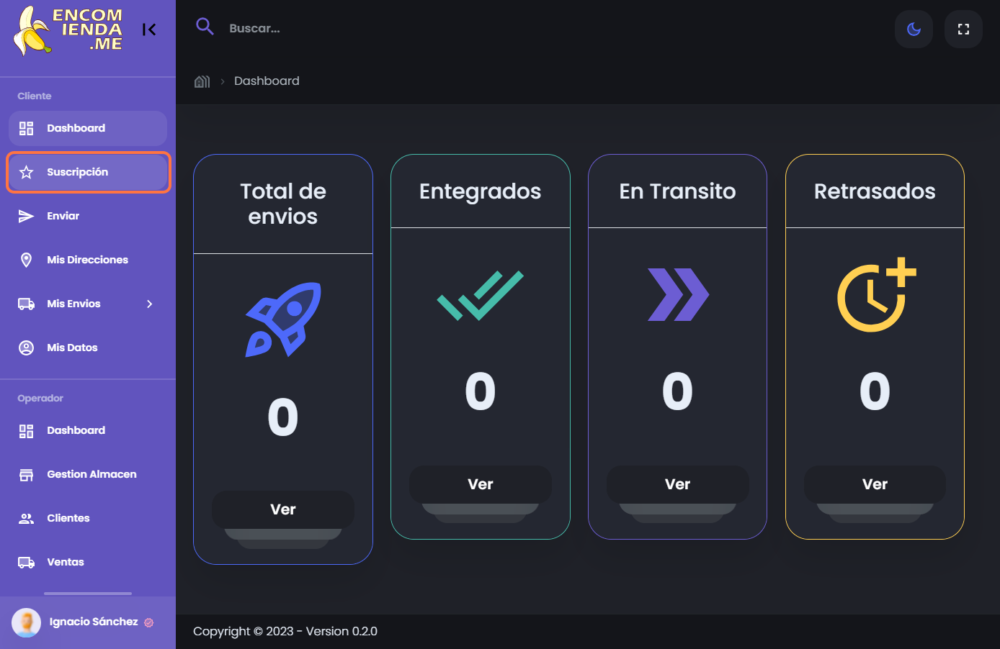 ENCOM
IENDA
.ME
Buscar...
Dashboard
Cliente
Dashboard
Suscripción
Enviar
Mis Direcciones
Mis Envios
Mis Datos
Operador
Dashboard
Gestion Almacen
Clientes
Ventas
Ignacio Sánchez
Total de
envios
0
Ver
Entegrados
0
Ver
En Transito
0
Ver
Retrasados
0
Ver
Copyright © 2023 - Version 0.2.0